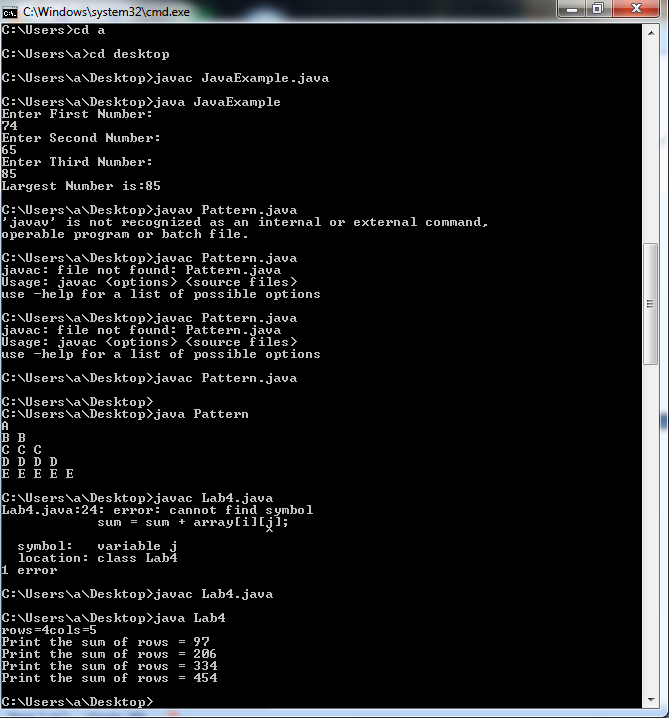 C:\Windows\system32\cmd.exe
C:\Users>cd a
C:\Users\a>cd desktop
C:\Users\a\Desktop>javac JavaExample.java
C:\Users\a\Desktop>java JavaExample
Enter First Number:
74
Enter Second Number:
65
Enter Third Number:
85
Largest Number is:85
C:\Users\a\Desktop>javav Pattern.java
'javav' is not recognized as an internal or external command,
operable program or batch file.
C:\Users\a\Desktop>javac Pattern.java
javac: file not found: Pattern.java
Usage: javac <options> <source files>
use -help for a list of possible options
C:\Users\a\Desktop>javac Pattern.java
javac: file not found: Pattern.java
Usage: javac <options> <source files>
use -help for a list of possible options
C:\Users\a\Desktop>javac Pattern.java
C:\Users\a\Desktop>
C:\Users\a\Desktop>java Pattern
A
B B
C C C
D D D D
E E E E E
C:\Users\a\Desktop>javac Lab4.java
Lab4.java:24: error: cannot find symbol
sum = sum + array[i][j];
^
symbol:   variable j
location: class Lab4
1 error
C:\Users\a\Desktop>javac Lab4.java
C:\Users\a\Desktop>java Lab4
rows=4cols=5
Print the sum of rows = 97
Print the sum of rows = 206
Print the sum of rows = 334
Print the sum of rows = 454
C:\Users\a\Desktop>